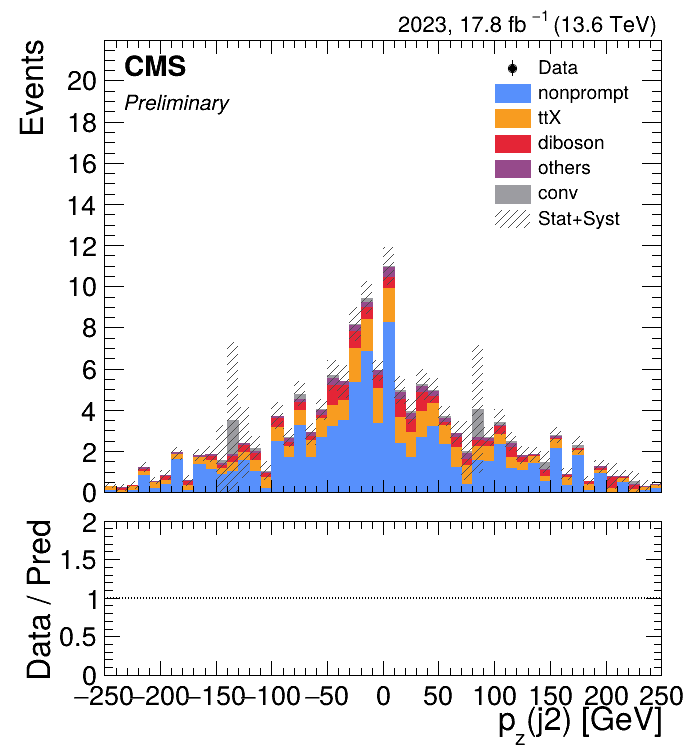 2023, 17.8 fb⁻¹ (13.6 TeV)
CMS
Preliminary
Events
Data
nonprompt
ttX
diboson
others
conv
Stat+Syst
20
18
16
14
12
10
8
6
4
2
0
Data / Pred
2
1.5
1
0.5
0
−250 −200 −150 −100 −50 0 50 100 150 200 250
p_z(j2) [GeV]